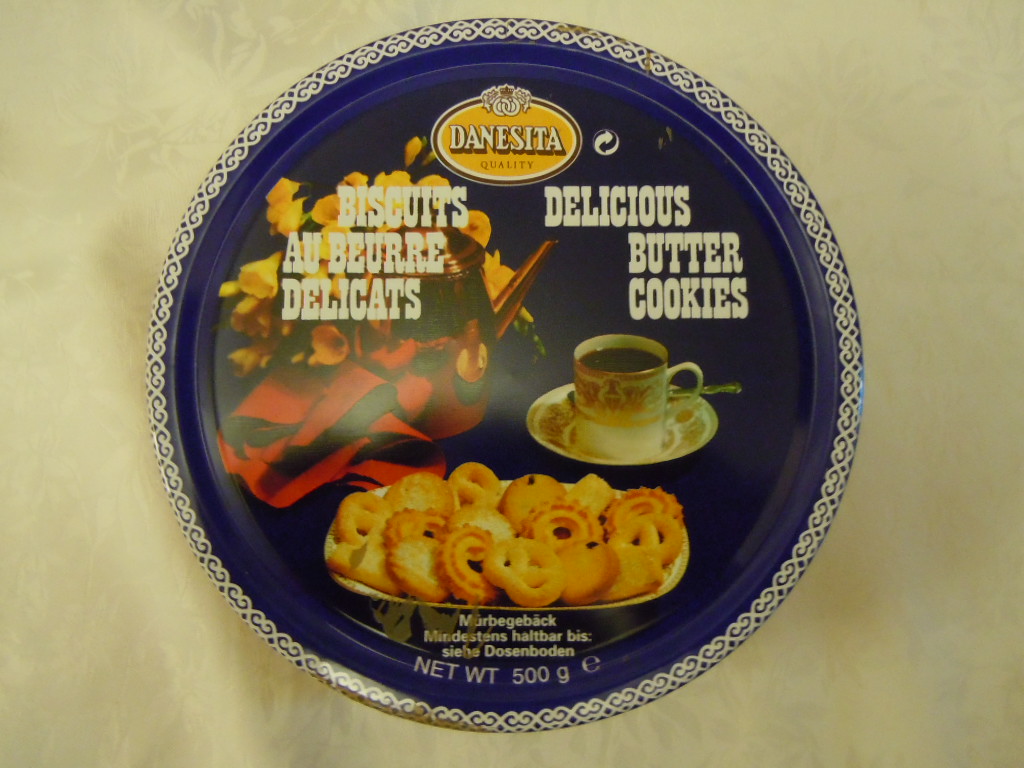 DANESITA
QUALITY
BISCUITS
AU BEURRE
DELICATS
DELICIOUS
BUTTER
COOKIES
Mürbegebäck
Mindestens haltbar bis:
siehe Dosenboden
NET WT 500 g ℮